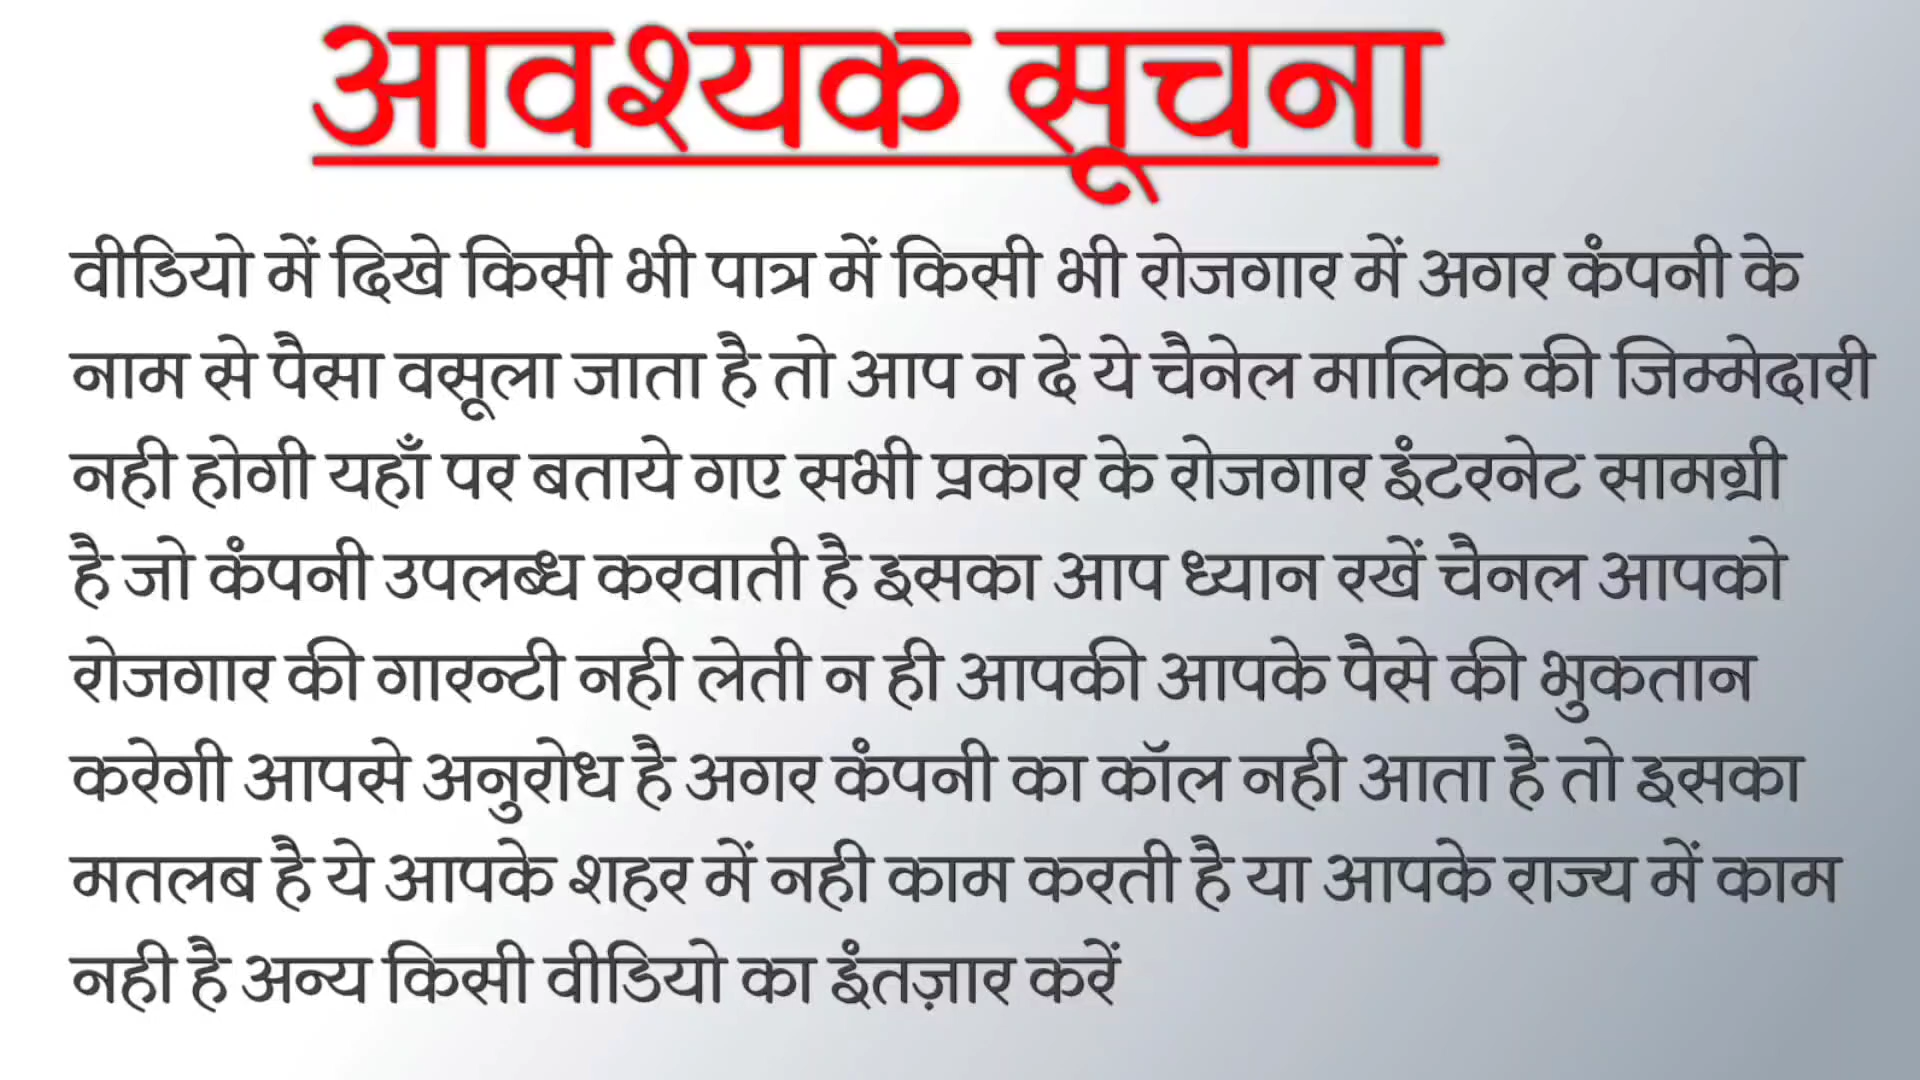 आवश्यक सूचना
वीडियो में दिखे किसी भी पात्र में किसी भी रोजगार में अगर कंपनी के
नाम से पैसा वसूला जाता है तो आप न दे ये चैनेल मालिक की जिम्मेदारी
नही होगी यहाँ पर बताये गए सभी प्रकार के रोजगार इंटरनेट सामग्री
है जो कंपनी उपलब्ध करवाती है इसका आप ध्यान रखें चैनल आपको
रोजगार की गारन्टी नही लेती न ही आपकी आपके पैसे की भुकतान
करेगी आपसे अनुरोध है अगर कंपनी का कॉल नही आता है तो इसका
मतलब है ये आपके शहर में नही काम करती है या आपके राज्य में काम
नही है अन्य किसी वीडियो का इंतज़ार करें